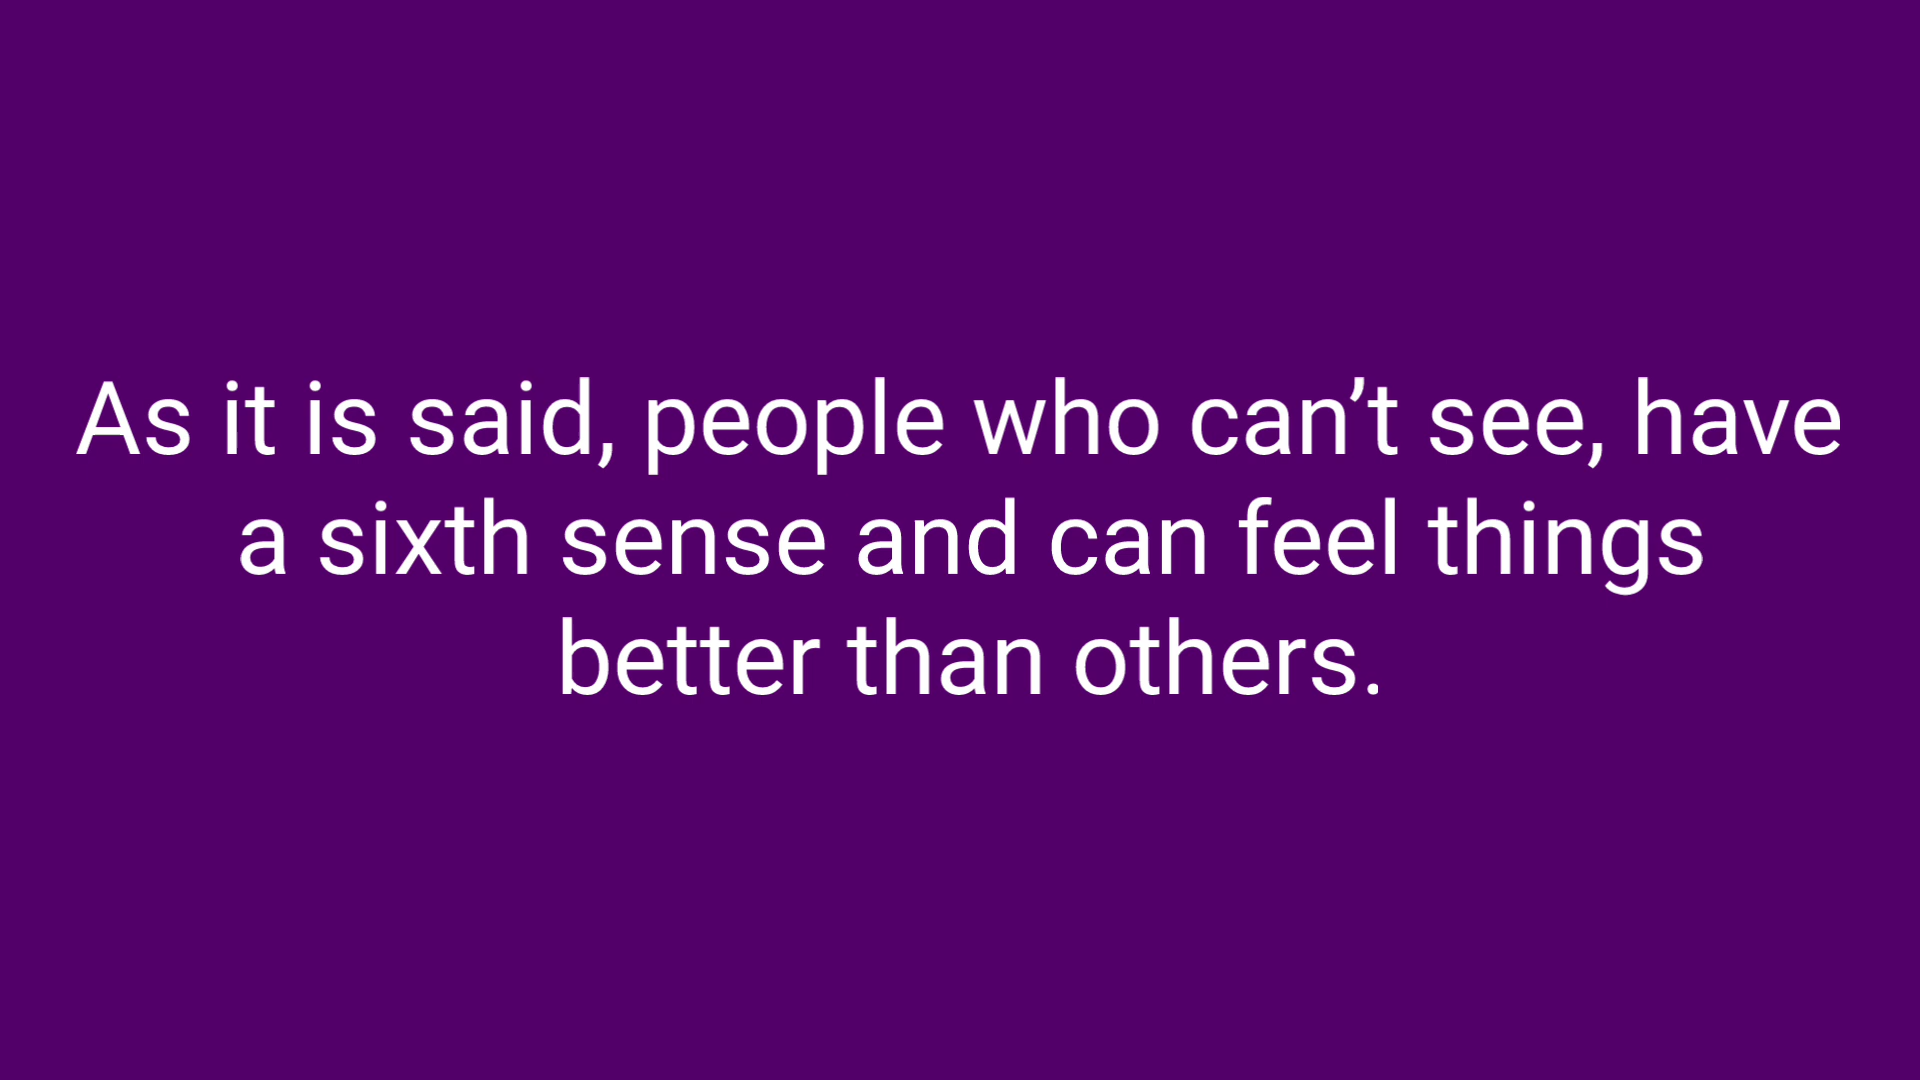 As it is said, people who can’t see, have
a sixth sense and can feel things
better than others.